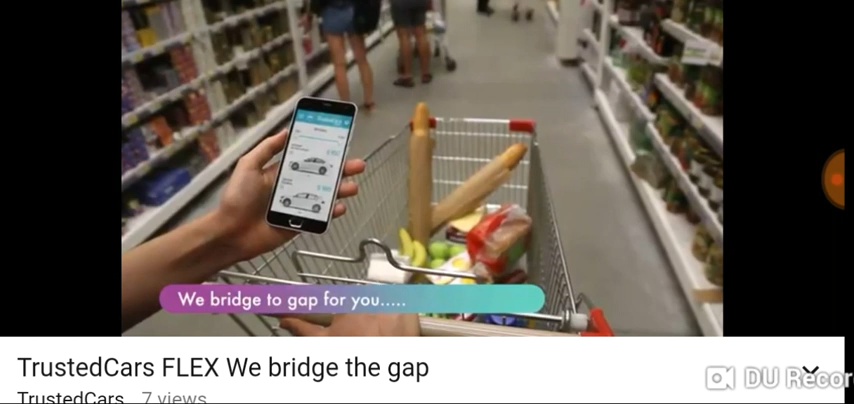 We bridge to gap for you.....
TrustedCars FLEX We bridge the gap
TrustedCars 7 views
DU Recor